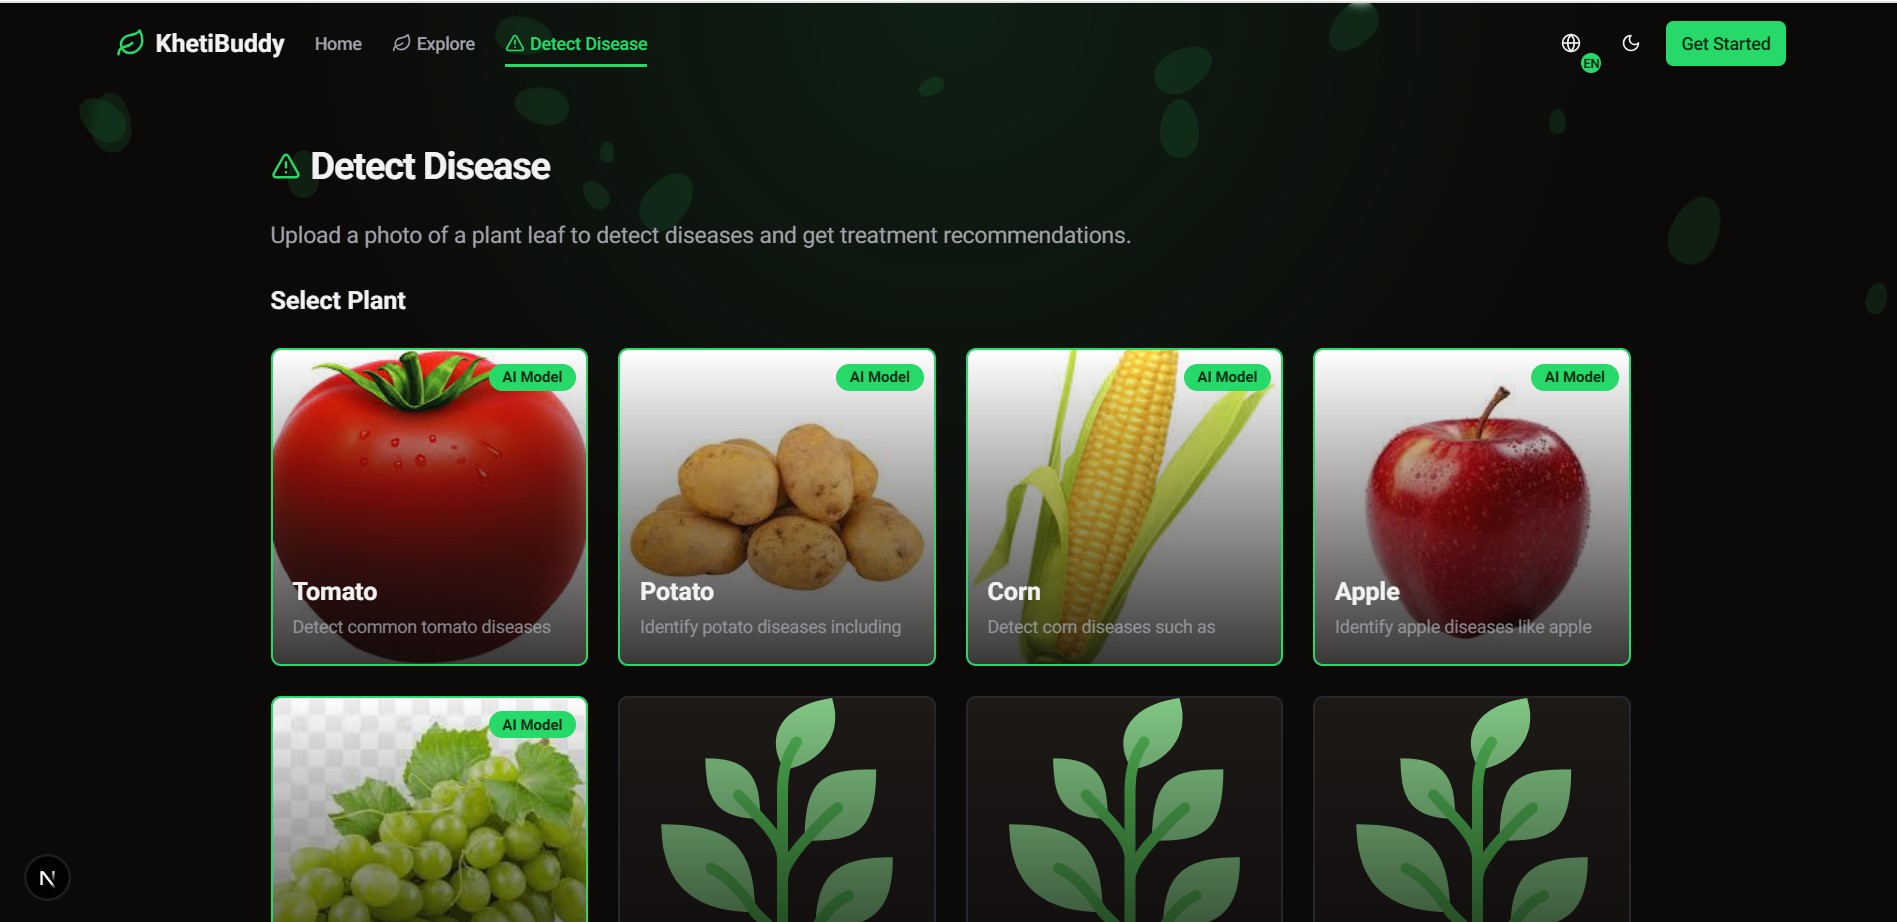 KhetiBuddy Home Explore Detect Disease EN Get Started
Detect Disease
Upload a photo of a plant leaf to detect diseases and get treatment recommendations.
Select Plant
AI Model
Tomato
Detect common tomato diseases
AI Model
Potato
Identify potato diseases including
AI Model
Corn
Detect corn diseases such as
AI Model
Apple
Identify apple diseases like apple
AI Model
N